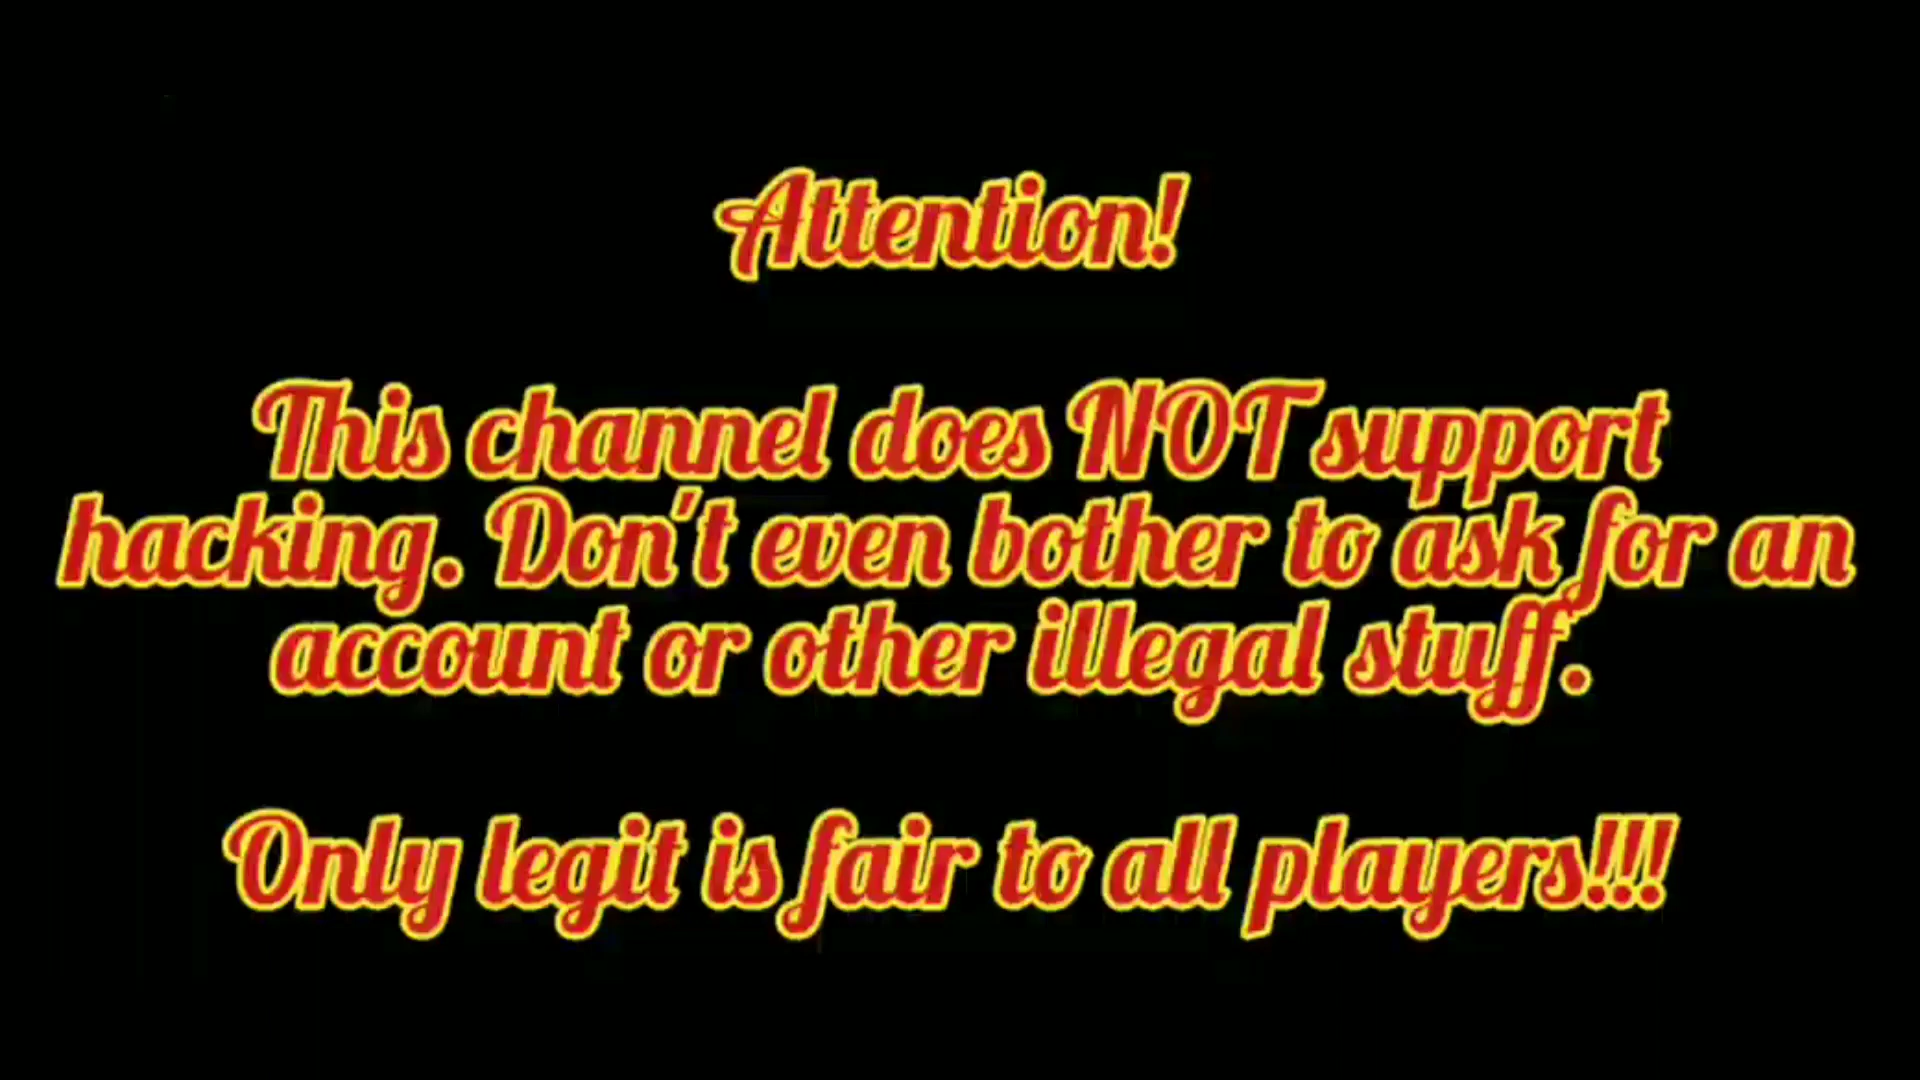 Attention!
This channel does NOT support
hacking. Don't even bother to ask for an
account or other illegal stuff.
Only legit is fair to all players!!!